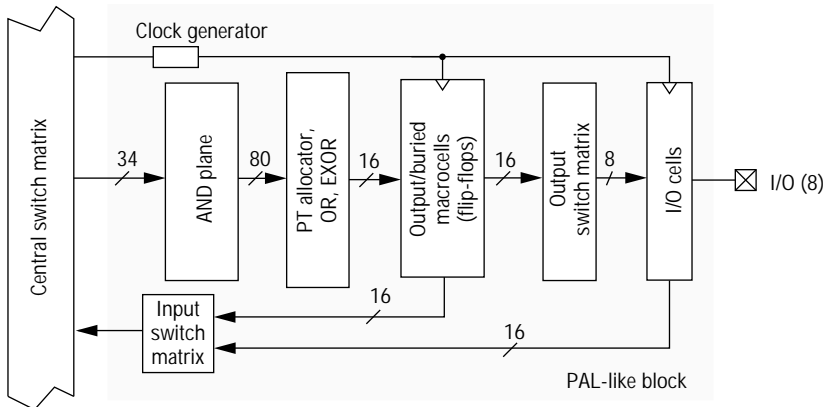 Clock generator
Central switch matrix
34
AND plane
80
PT allocator,
OR, EXOR
16
Output/buried
macrocells
(flip-flops)
16
Output
switch matrix
8
I/O cells
I/O (8)
Input
switch
matrix
16
16
PAL-like block